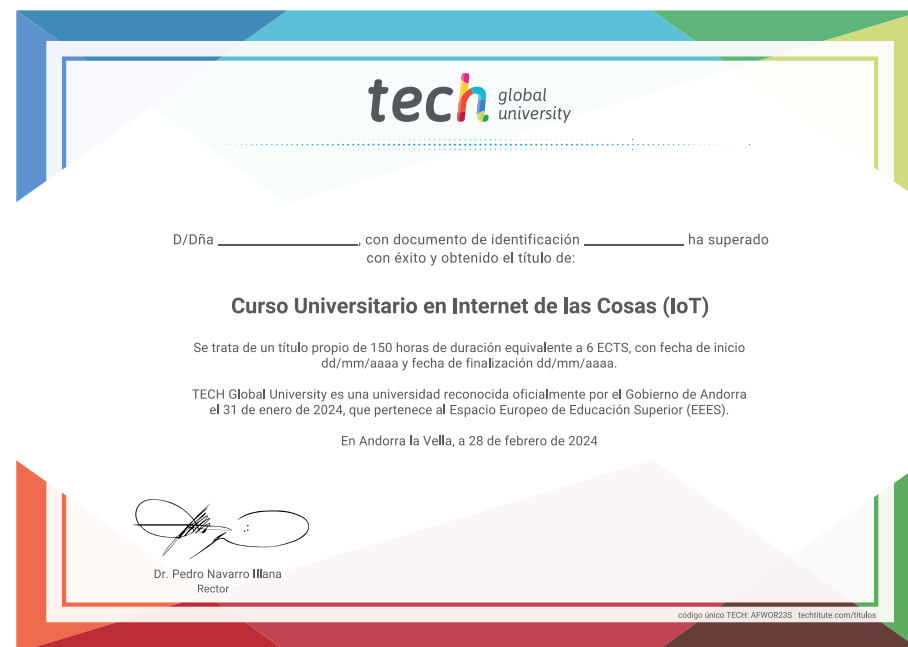 tech global university
D/Dña ____________________, con documento de identificación ______________ ha superado
con éxito y obtenido el título de:
Curso Universitario en Internet de las Cosas (IoT)
Se trata de un título propio de 150 horas de duración equivalente a 6 ECTS, con fecha de inicio
dd/mm/aaaa y fecha de finalización dd/mm/aaaa.
TECH Global University es una universidad reconocida oficialmente por el Gobierno de Andorra
el 31 de enero de 2024, que pertenece al Espacio Europeo de Educación Superior (EEES).
En Andorra la Vella, a 28 de febrero de 2024
Dr. Pedro Navarro Illana
Rector
código único TECH: AFWOR23S techtitute.com/titulos